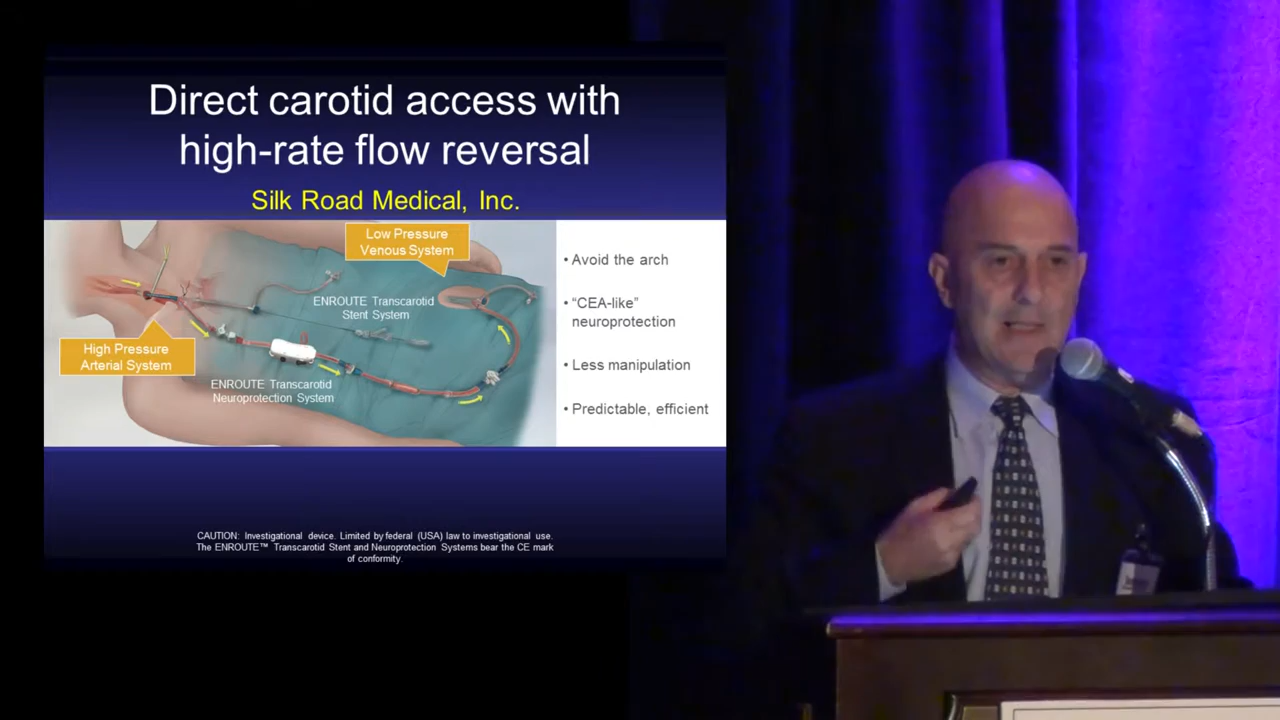 Direct carotid access with
high-rate flow reversal
Silk Road Medical, Inc.
Low Pressure
Venous System
ENROUTE Transcarotid
Stent System
High Pressure
Arterial System
ENROUTE Transcarotid
Neuroprotection System
• Avoid the arch
• “CEA-like”
neuroprotection
• Less manipulation
• Predictable, efficient
CAUTION: Investigational device. Limited by federal (USA) law to investigational use.
The ENROUTE™ Transcarotid Stent and Neuroprotection Systems bear the CE mark
of conformity.